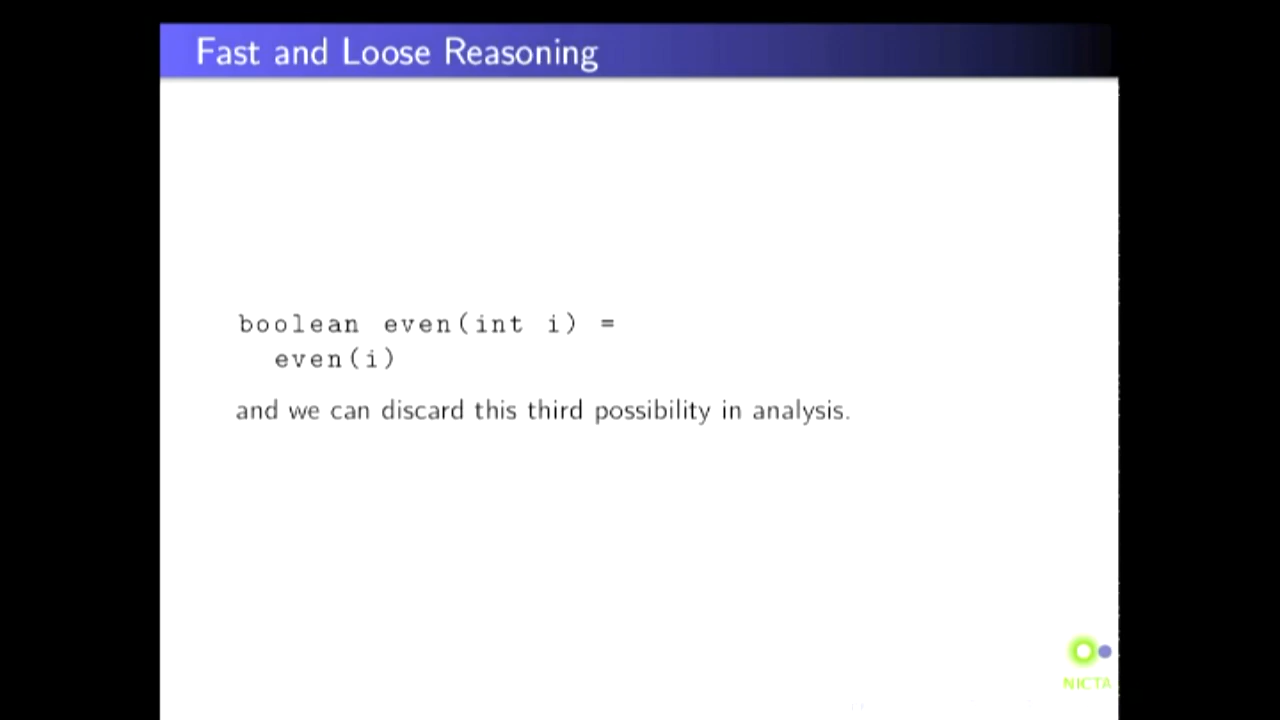 Fast and Loose Reasoning
boolean even(int i) =
even(i)
and we can discard this third possibility in analysis.
NICTA